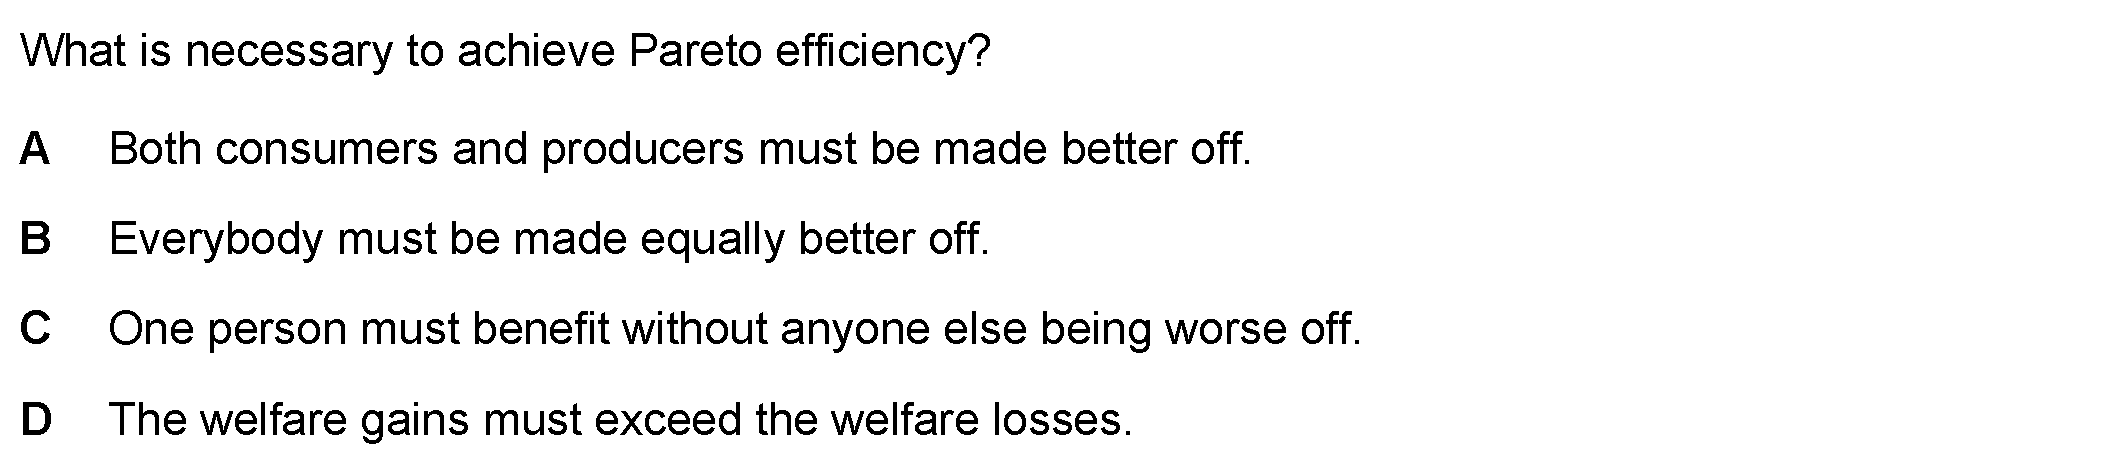 What is necessary to achieve Pareto efficiency?
A Both consumers and producers must be made better off.
B Everybody must be made equally better off.
C One person must benefit without anyone else being worse off.
D The welfare gains must exceed the welfare losses.